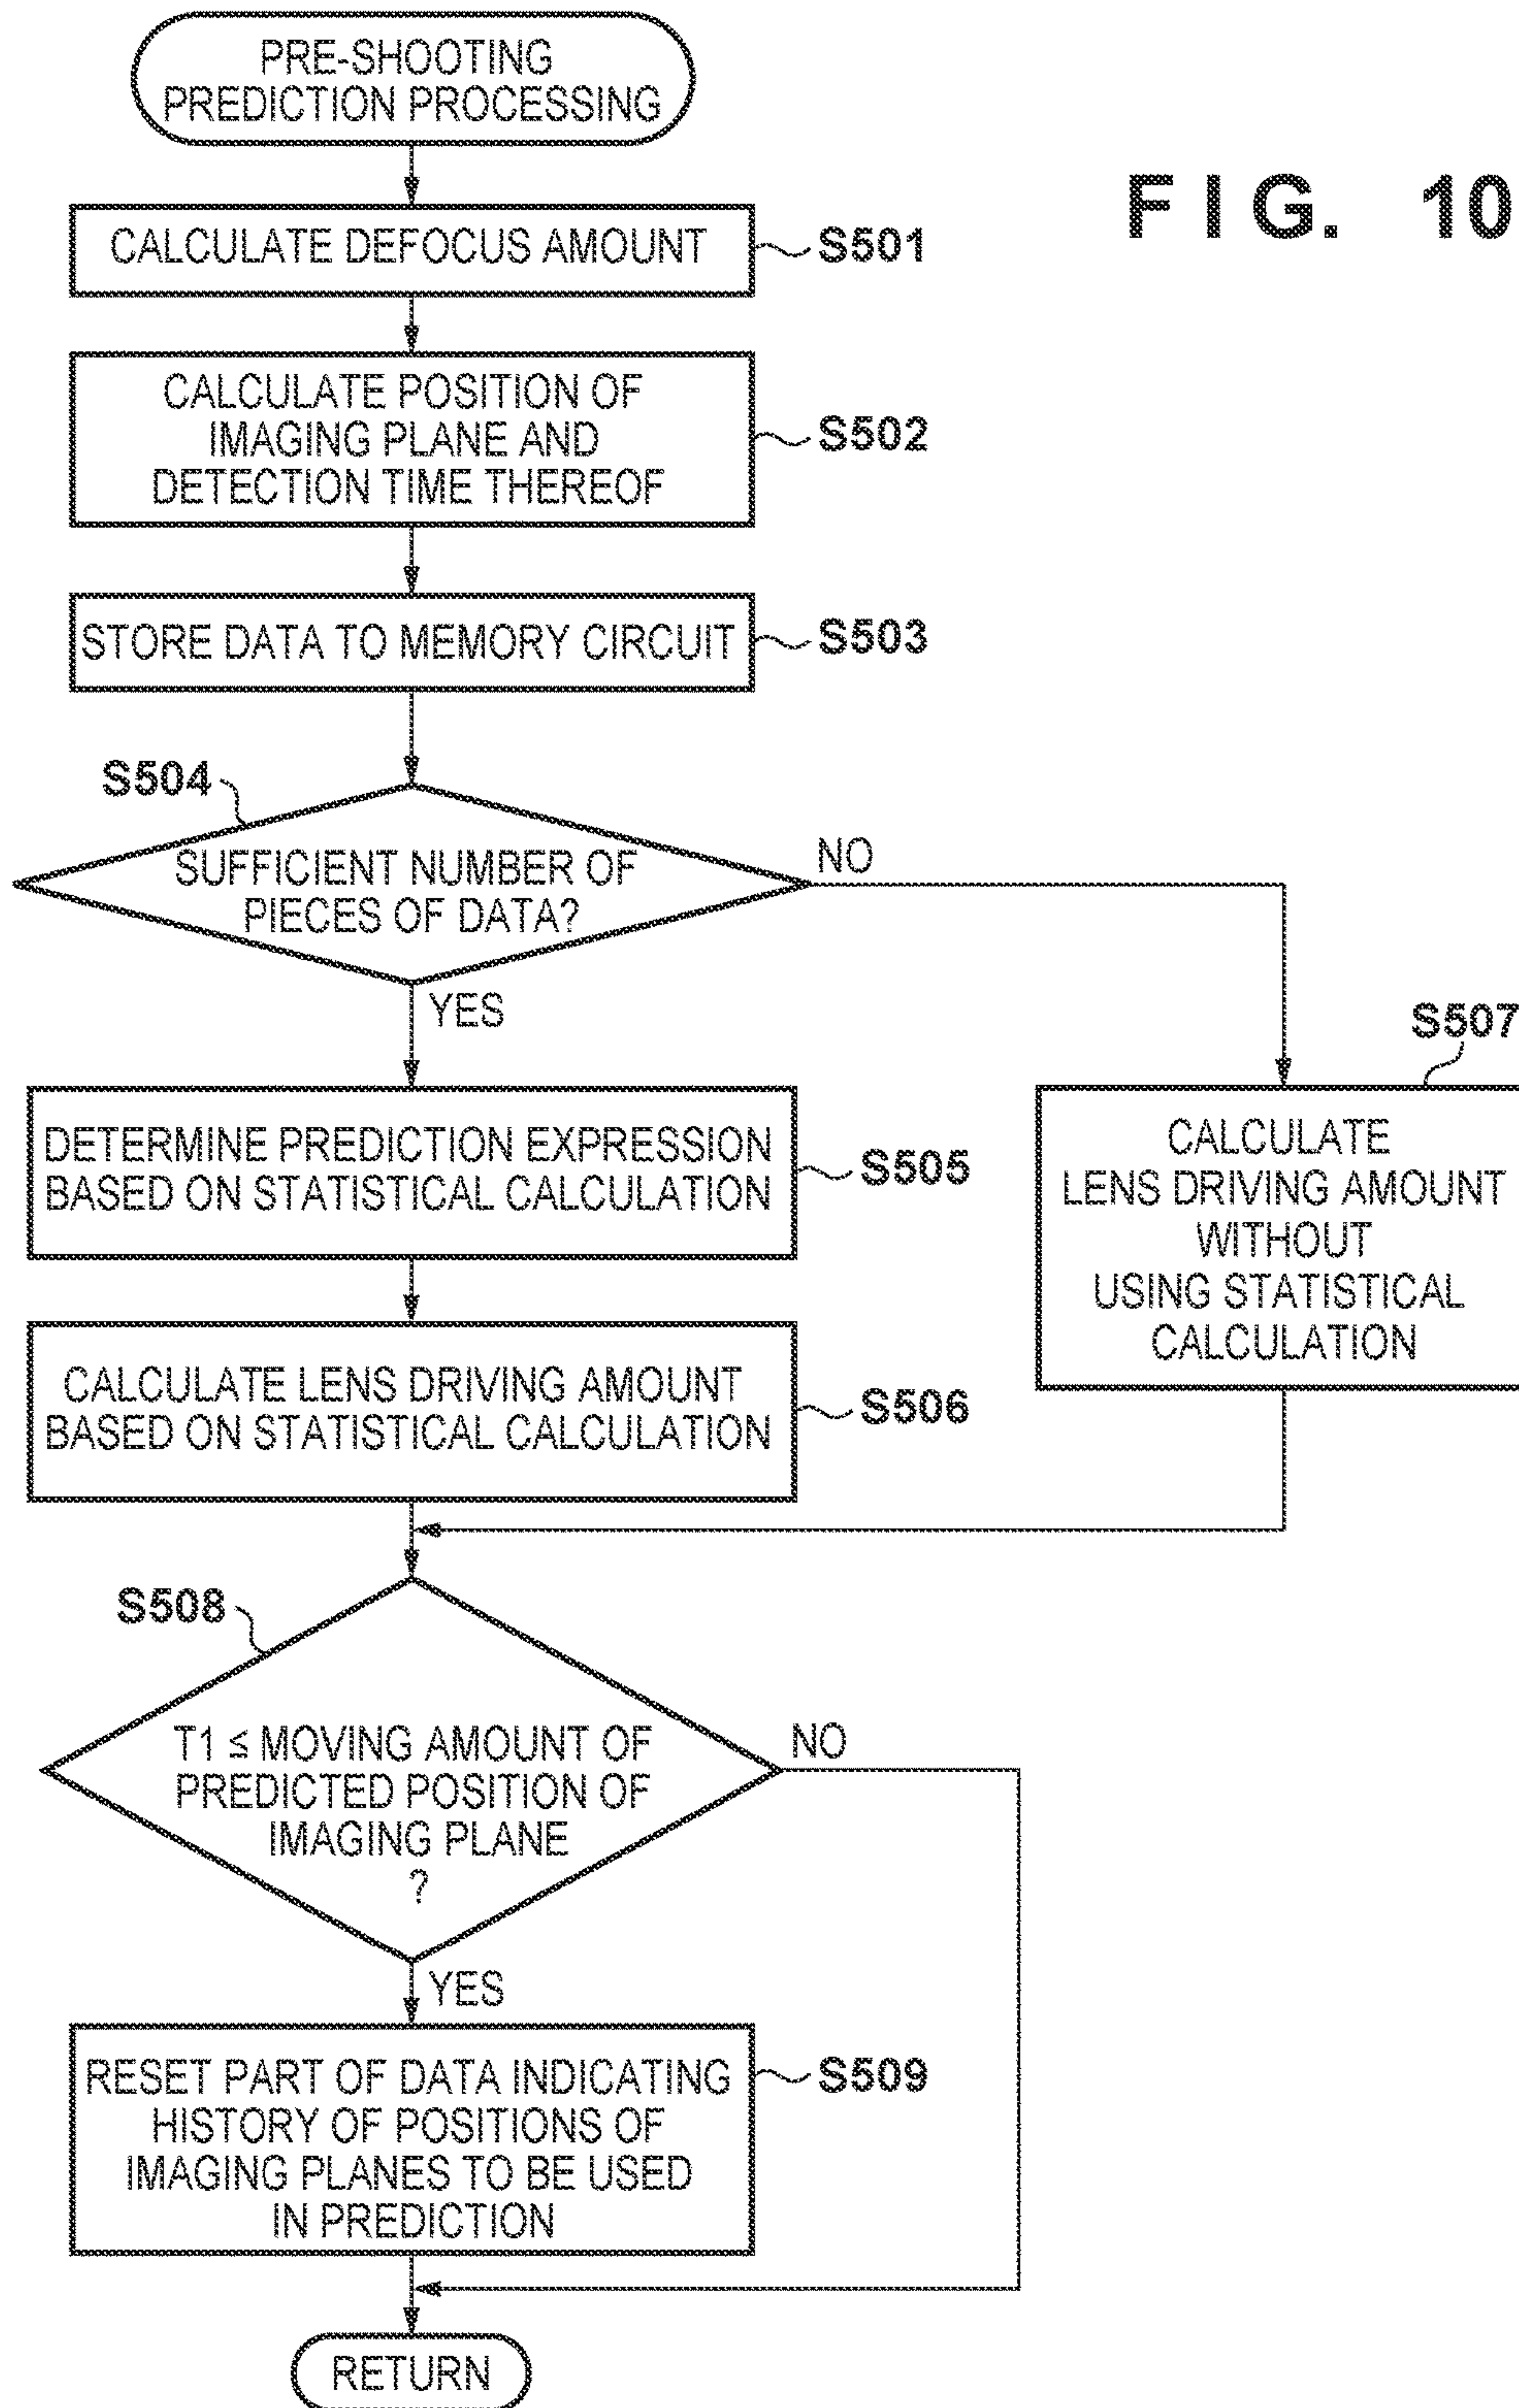 PRE-SHOOTING
PREDICTION PROCESSING
FIG. 10
CALCULATE DEFOCUS AMOUNT
S501
CALCULATE POSITION OF
IMAGING PLANE AND
DETECTION TIME THEREOF
S502
STORE DATA TO MEMORY CIRCUIT
S503
S504
SUFFICIENT NUMBER OF
PIECES OF DATA?
NO
YES
DETERMINE PREDICTION EXPRESSION
BASED ON STATISTICAL CALCULATION
S505
S507
CALCULATE
LENS DRIVING AMOUNT
WITHOUT
USING STATISTICAL
CALCULATION
CALCULATE LENS DRIVING AMOUNT
BASED ON STATISTICAL CALCULATION
S506
S508
T1 ≦ MOVING AMOUNT OF
PREDICTED POSITION OF
IMAGING PLANE
?
NO
YES
RESET PART OF DATA INDICATING
HISTORY OF POSITIONS OF
IMAGING PLANES TO BE USED
IN PREDICTION
S509
RETURN